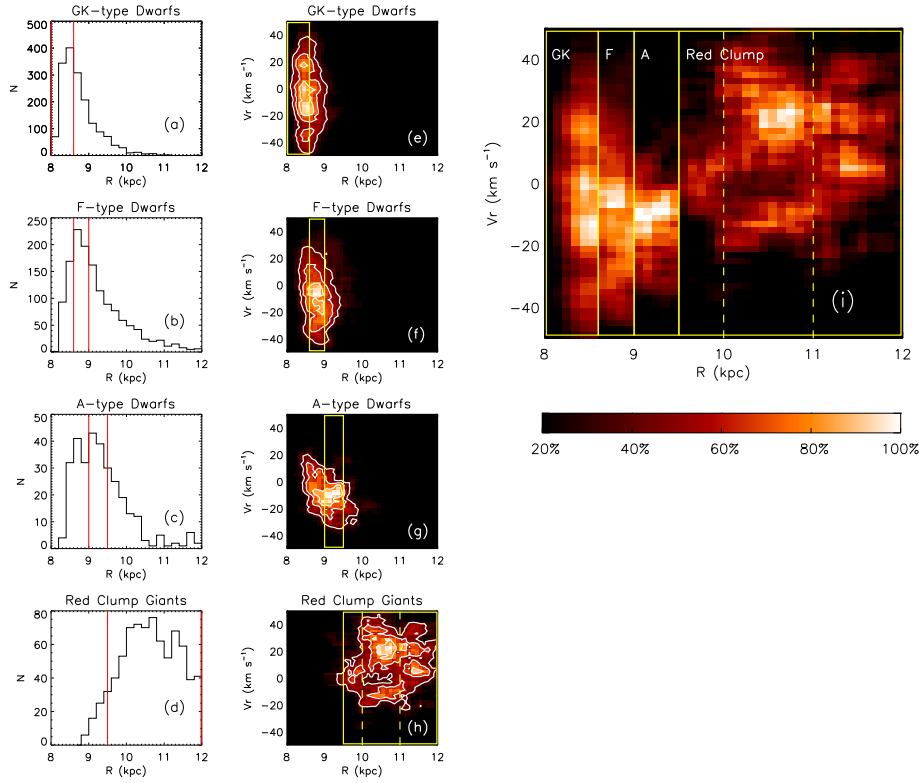 GK-type Dwarfs
500
400
300
200
100
0
N
(a)
8 9 10 11 12
R (kpc)
GK-type Dwarfs
40
20
0
-20
-40
Vr (km s⁻¹)
(e)
8 9 10 11 12
R (kpc)
F-type Dwarfs
250
200
150
100
50
0
N
(b)
8 9 10 11 12
R (kpc)
F-type Dwarfs
40
20
0
-20
-40
Vr (km s⁻¹)
(f)
8 9 10 11 12
R (kpc)
A-type Dwarfs
50
40
30
20
10
0
N
(c)
8 9 10 11 12
R (kpc)
A-type Dwarfs
40
20
0
-20
-40
Vr (km s⁻¹)
(g)
8 9 10 11 12
R (kpc)
Red Clump Giants
80
60
40
20
0
N
(d)
8 9 10 11 12
R (kpc)
Red Clump Giants
40
20
0
-20
-40
Vr (km s⁻¹)
(h)
8 9 10 11 12
R (kpc)
GK F A Red Clump
40
20
0
-20
-40
Vr (km s⁻¹)
(i)
8 9 10 11 12
R (kpc)
20% 40% 60% 80% 100%